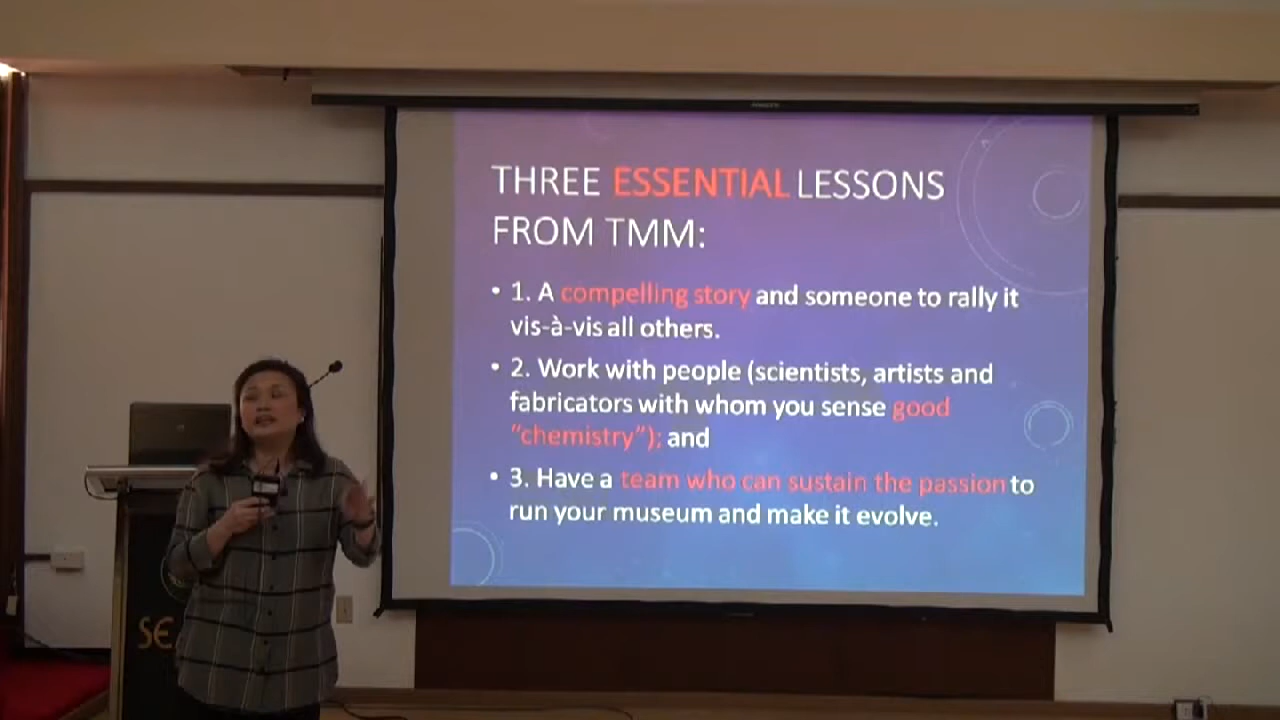 THREE ESSENTIAL LESSONS
FROM TMM:
• 1. A compelling story and someone to rally it
vis-à-vis all others.
• 2. Work with people (scientists, artists and
fabricators with whom you sense good
"chemistry"); and
• 3. Have a team who can sustain the passion to
run your museum and make it evolve.
SE